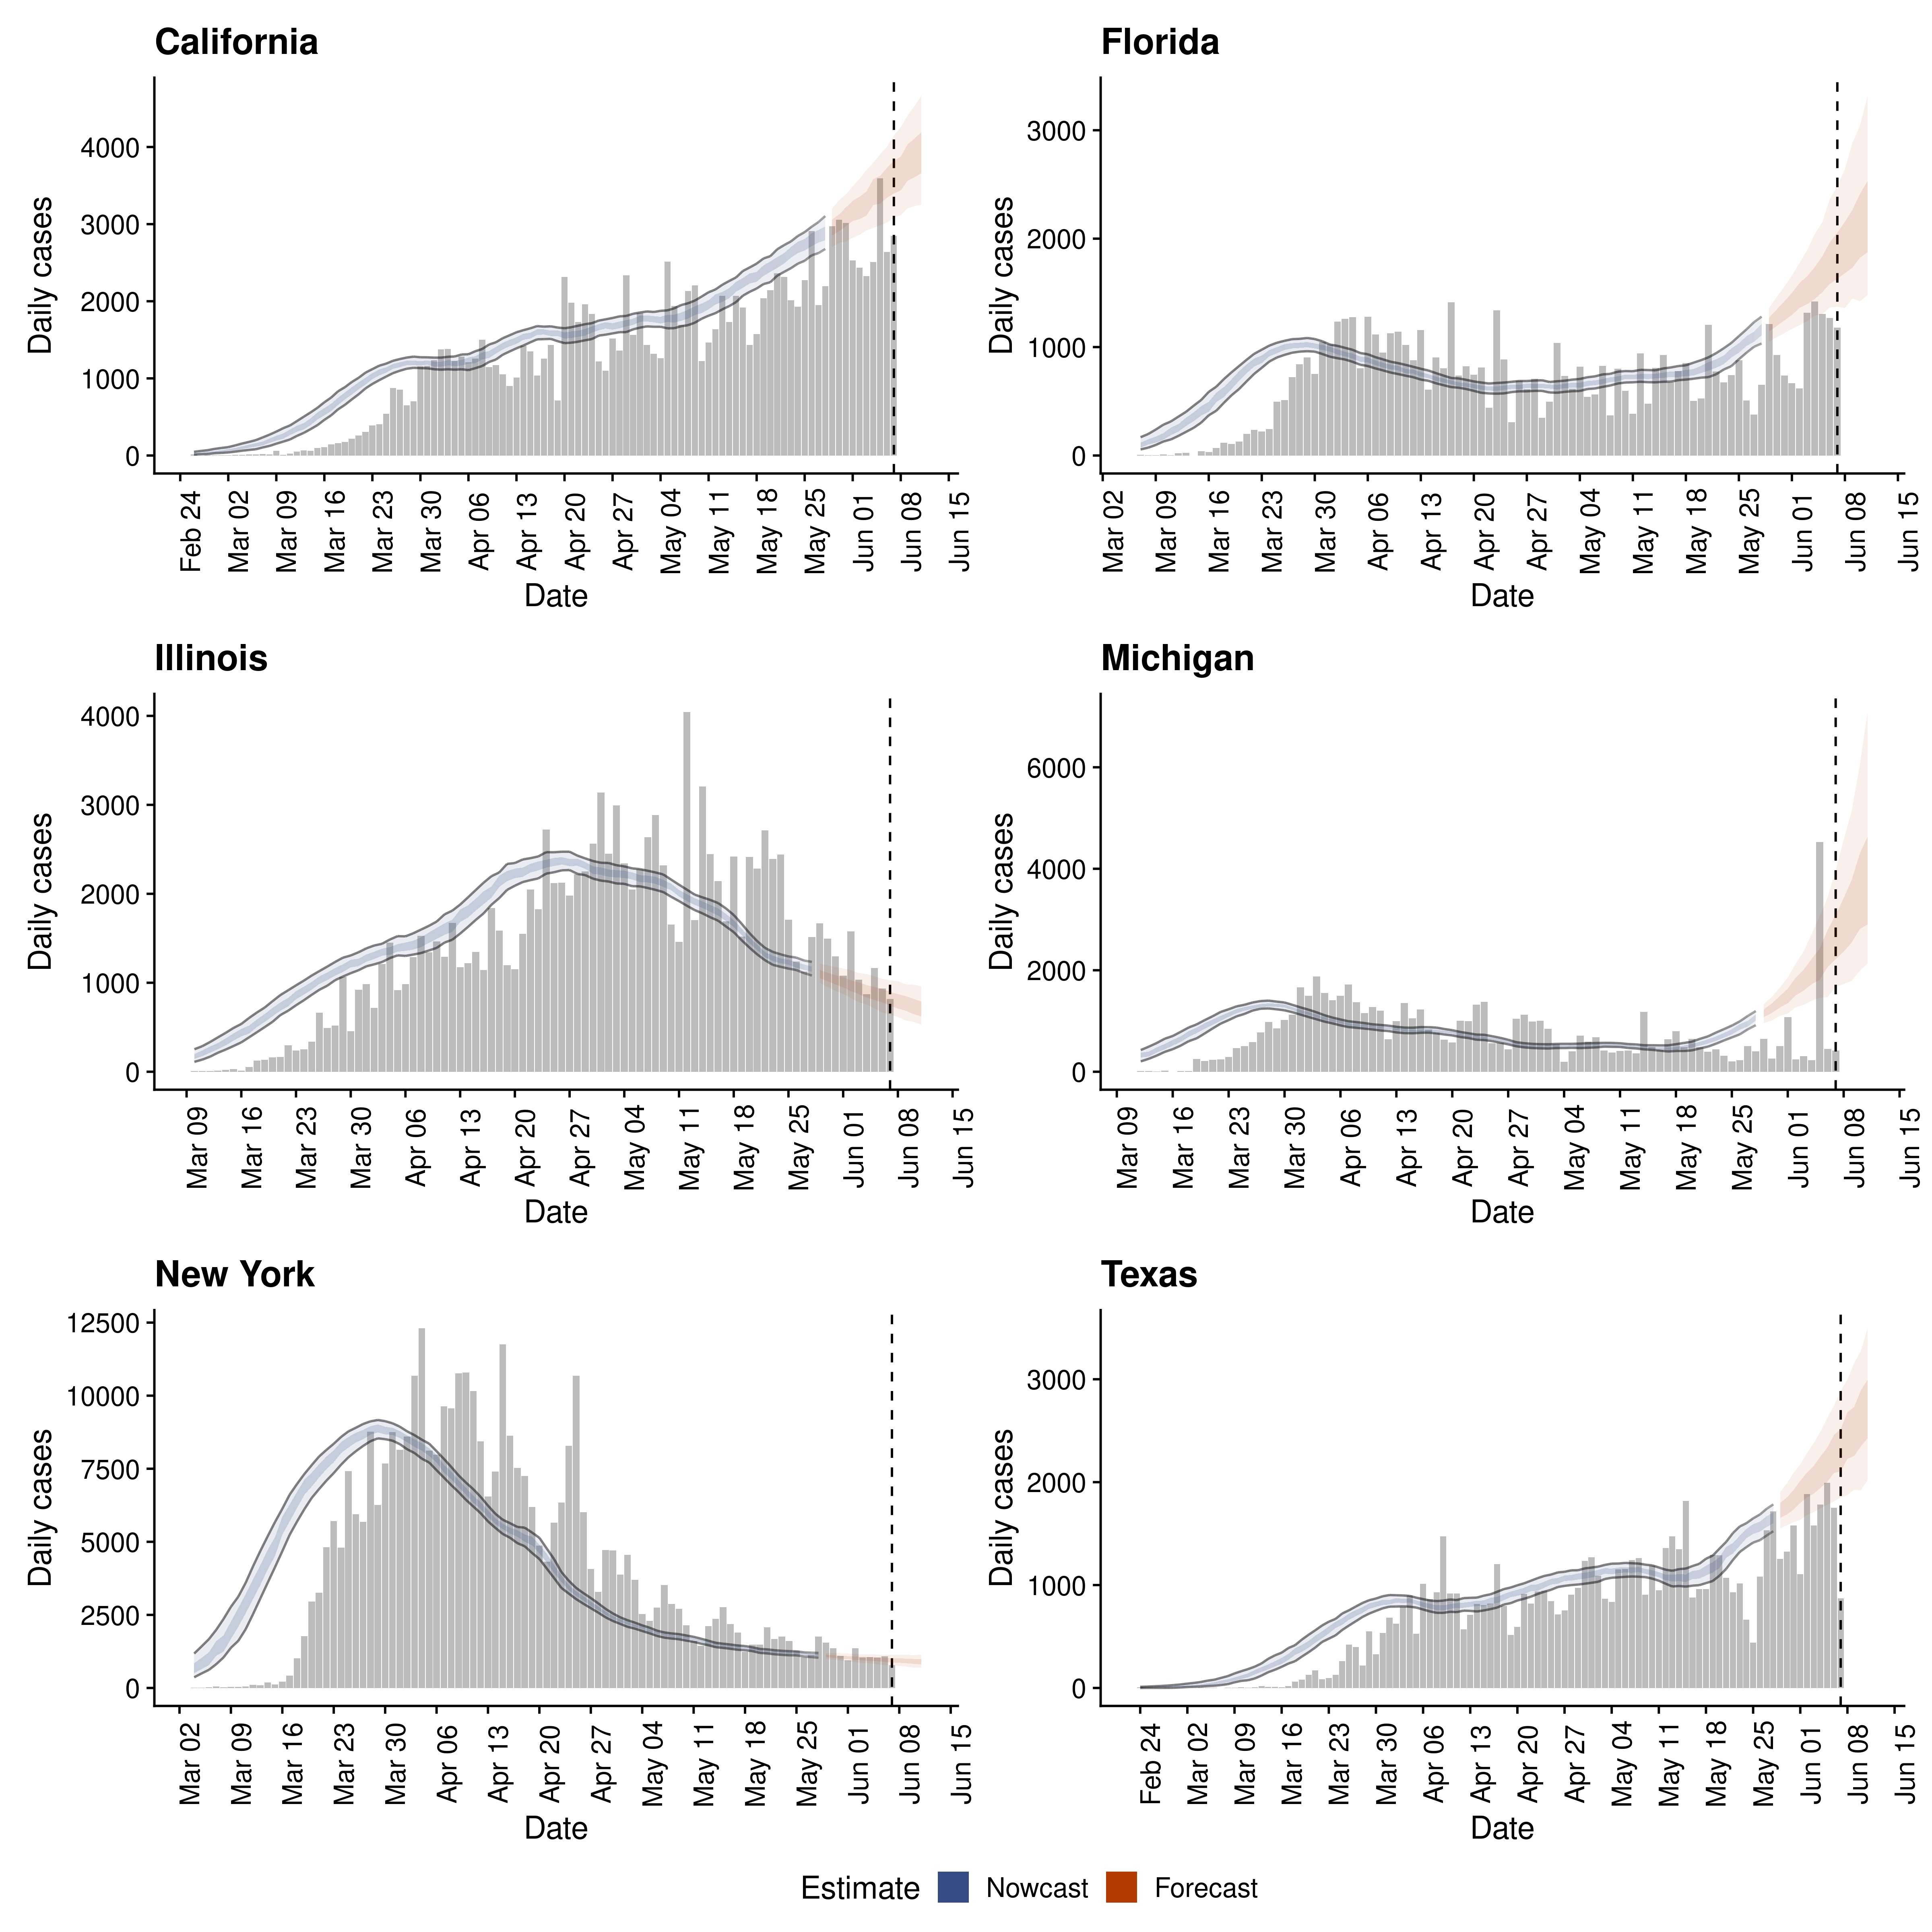 California
Daily cases
4000
3000
2000
1000
0
Feb 24
Mar 02
Mar 09
Mar 16
Mar 23
Mar 30
Apr 06
Apr 13
Apr 20
Apr 27
May 04
May 11
May 18
May 25
Jun 01
Jun 08
Jun 15
Date
Florida
Daily cases
3000
2000
1000
0
Mar 02
Mar 09
Mar 16
Mar 23
Mar 30
Apr 06
Apr 13
Apr 20
Apr 27
May 04
May 11
May 18
May 25
Jun 01
Jun 08
Jun 15
Date
Illinois
Daily cases
4000
3000
2000
1000
0
Mar 09
Mar 16
Mar 23
Mar 30
Apr 06
Apr 13
Apr 20
Apr 27
May 04
May 11
May 18
May 25
Jun 01
Jun 08
Jun 15
Date
Michigan
Daily cases
6000
4000
2000
0
Mar 09
Mar 16
Mar 23
Mar 30
Apr 06
Apr 13
Apr 20
Apr 27
May 04
May 11
May 18
May 25
Jun 01
Jun 08
Jun 15
Date
New York
Daily cases
12500
10000
7500
5000
2500
0
Mar 02
Mar 09
Mar 16
Mar 23
Mar 30
Apr 06
Apr 13
Apr 20
Apr 27
May 04
May 11
May 18
May 25
Jun 01
Jun 08
Jun 15
Date
Texas
Daily cases
3000
2000
1000
0
Feb 24
Mar 02
Mar 09
Mar 16
Mar 23
Mar 30
Apr 06
Apr 13
Apr 20
Apr 27
May 04
May 11
May 18
May 25
Jun 01
Jun 08
Jun 15
Date
Estimate Nowcast Forecast